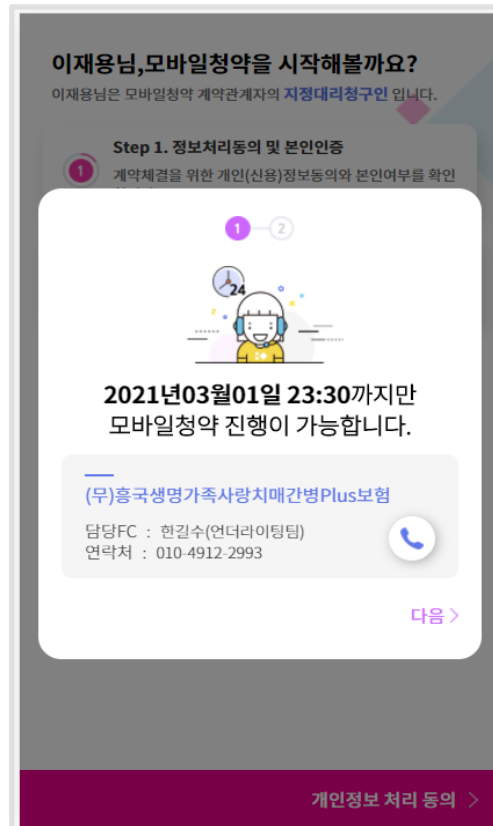 이재용님,모바일청약을 시작해볼까요?
이재용님은 모바일청약 계약관계자의 지정대리청구인 입니다.
Step 1. 정보처리동의 및 본인인증
1
계약체결을 위한 개인(신용)정보동의와 본인여부를 확인
1
2
24
2021년03월01일 23:30까지만
모바일청약 진행이 가능합니다.
(무)흥국생명가족사랑치매간병Plus보험
담당FC : 한길수(언더라이팅팀)
연락처 : 010-4912-2993
다음 >
개인정보 처리 동의 >